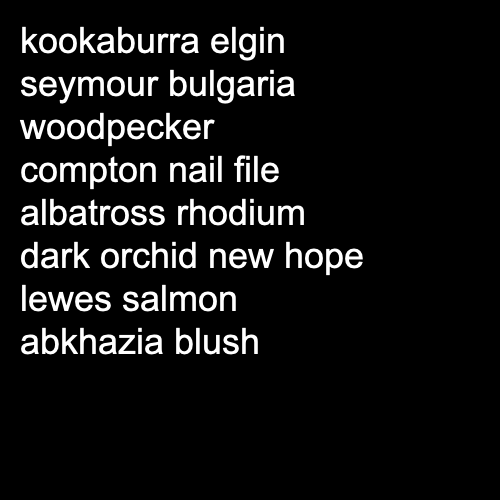 kookaburra elgin
seymour bulgaria
woodpecker
compton nail file
albatross rhodium
dark orchid new hope
lewes salmon
abkhazia blush